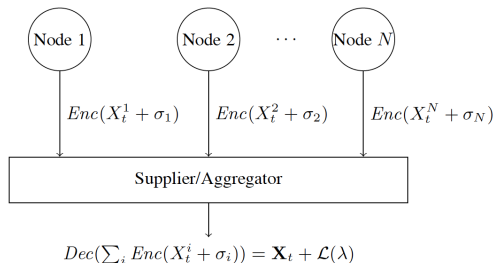 Node 1 Node 2 ··· Node N
Enc(X_t^1 + σ_1) Enc(X_t^2 + σ_2) Enc(X_t^N + σ_N)
Supplier/Aggregator
Dec(∑_i Enc(X_t^i + σ_i)) = 𝐗_t + ℒ(λ)